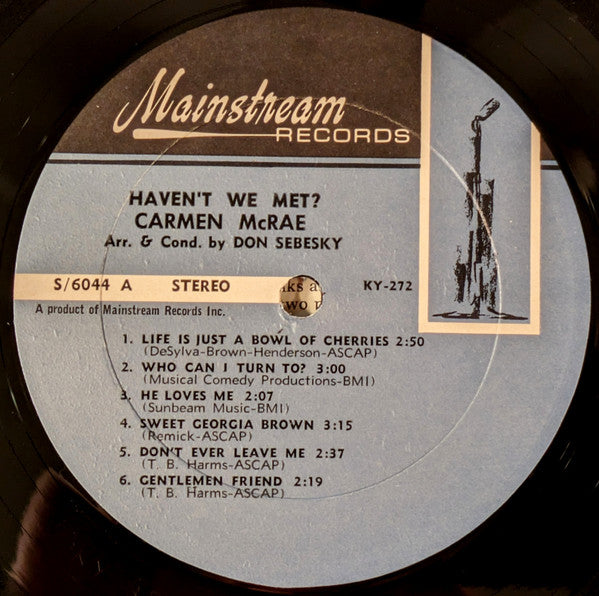 Mainstream
RECORDS
HAVEN'T WE MET?
CARMEN McRAE
Arr. & Cond. by DON SEBESKY
S/6044 A STEREO KY-272
A product of Mainstream Records Inc.
two
1. LIFE IS JUST A BOWL OF CHERRIES 2:50
(DeSylva-Brown-Henderson-ASCAP)
2. WHO CAN I TURN TO? 3:00
(Musical Comedy Productions-BMI)
3. HE LOVES ME 2:07
(Sunbeam Music-BMI)
4. SWEET GEORGIA BROWN 3:15
(Remick-ASCAP)
5. DON'T EVER LEAVE ME 2:37
(T. B. Harms-ASCAP)
6. GENTLEMEN FRIEND 2:19
(T. B. Harms-ASCAP)